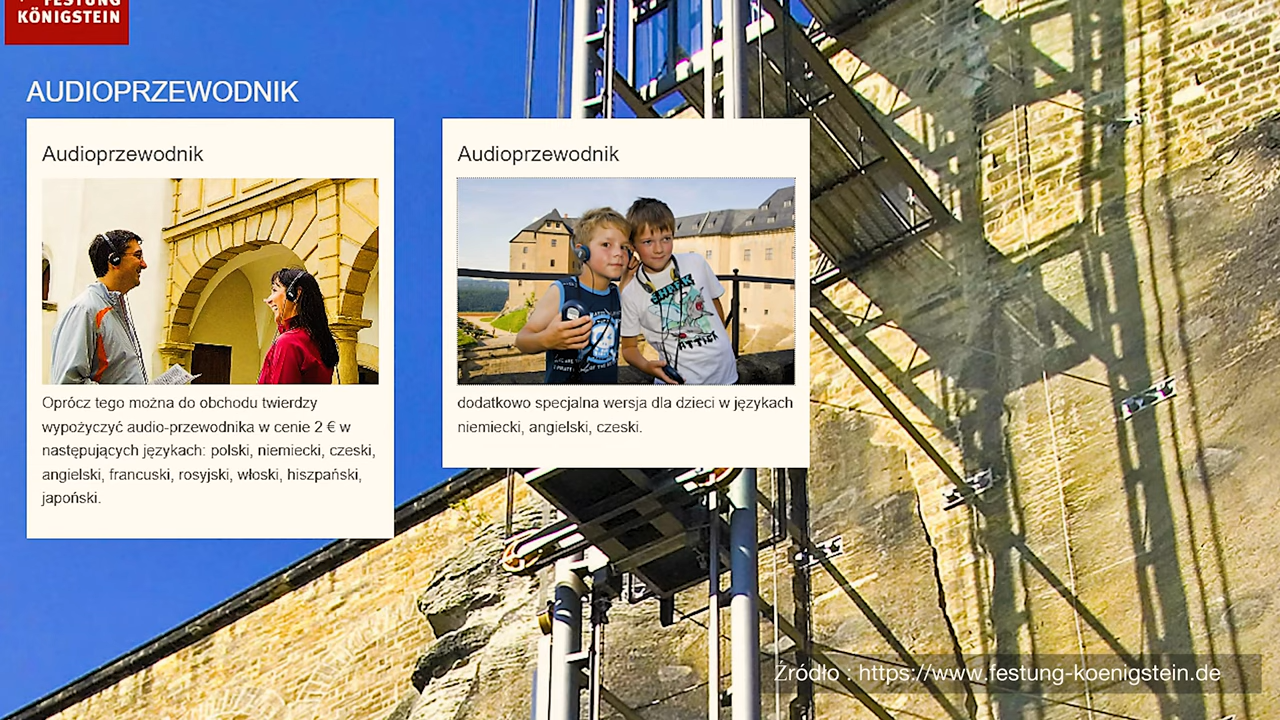 FESTUNG
KÖNIGSTEIN
AUDIOPRZEWODNIK
Audioprzewodnik
Oprócz tego można do obchodu twierdzy
wypożyczyć audio-przewodnika w cenie 2 € w
następujących językach: polski, niemiecki, czeski,
angielski, francuski, rosyjski, włoski, hiszpański,
japoński.
Audioprzewodnik
ATTICK
dodatkowo specjalna wersja dla dzieci w językach
niemiecki, angielski, czeski.
Źródło : https://www.festung-koenigstein.de